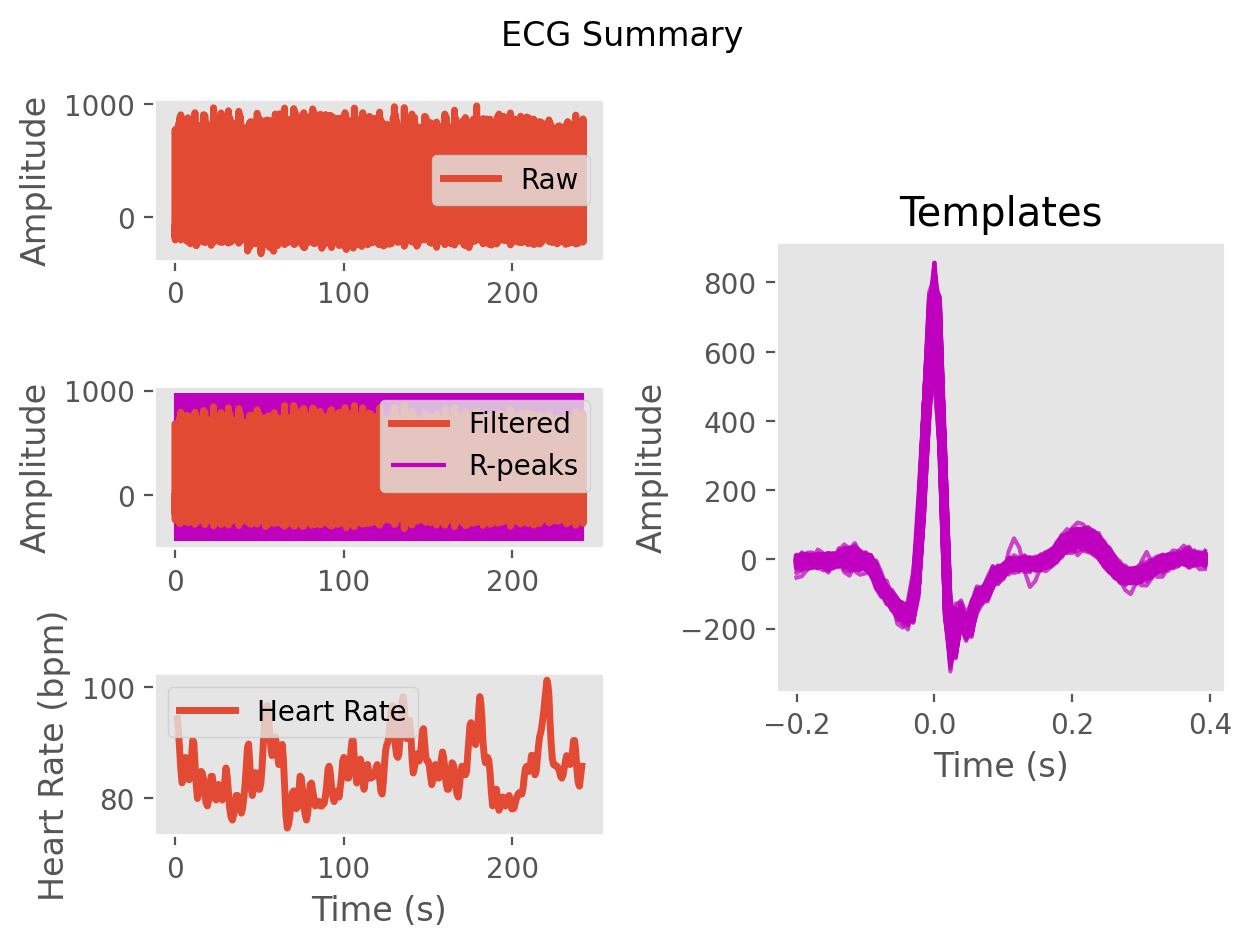 ECG Summary
Amplitude
1000
0
Raw
0 100 200
Amplitude
1000
0
Filtered
R-peaks
0 100 200
Heart Rate (bpm)
100
80
Heart Rate
0 100 200
Time (s)
Templates
Amplitude
800
600
400
200
0
−200
−0.2 0.0 0.2 0.4
Time (s)